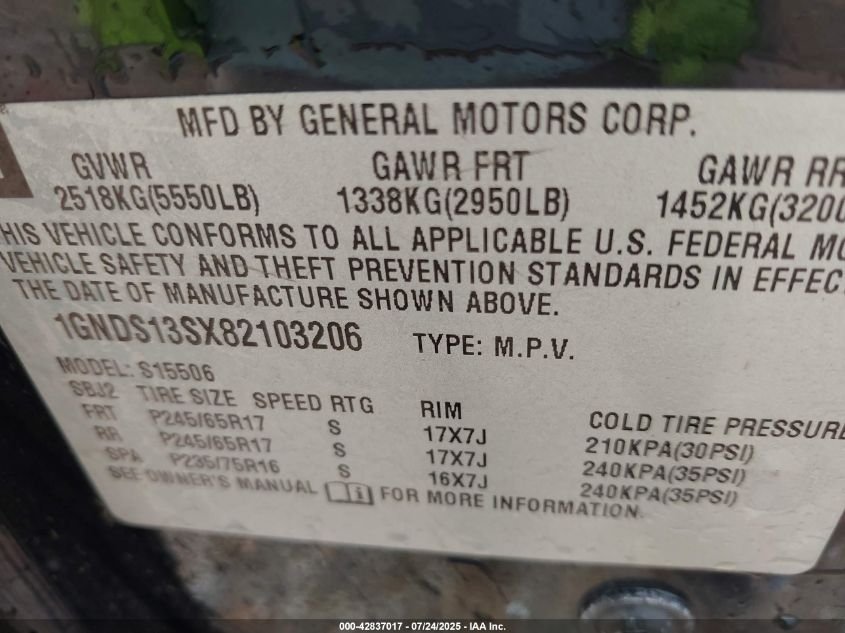 MFD BY GENERAL MOTORS CORP.
GVWR GAWR FRT GAWR RR
2518KG(5550LB) 1338KG(2950LB) 1452KG(3200
HIS VEHICLE CONFORMS TO ALL APPLICABLE U.S. FEDERAL MO
VEHICLE SAFETY AND THEFT PREVENTION STANDARDS IN EFFEC
THE DATE OF MANUFACTURE SHOWN ABOVE.
1GNDS13SX82103206 TYPE: M.P.V.
MODEL: S15506
SBJ2 TIRE SIZE SPEED RTG RIM COLD TIRE PRESSURE
FRT P245/65R17 S 17X7J 210KPA(30PSI)
RR P245/65R17 S 17X7J 240KPA(35PSI)
SPA P235/75R16 S 16X7J 240KPA(35PSI)
SEE OWNER'S MANUAL FOR MORE INFORMATION
000-42837017 - 07/24/2025 - IAA Inc.